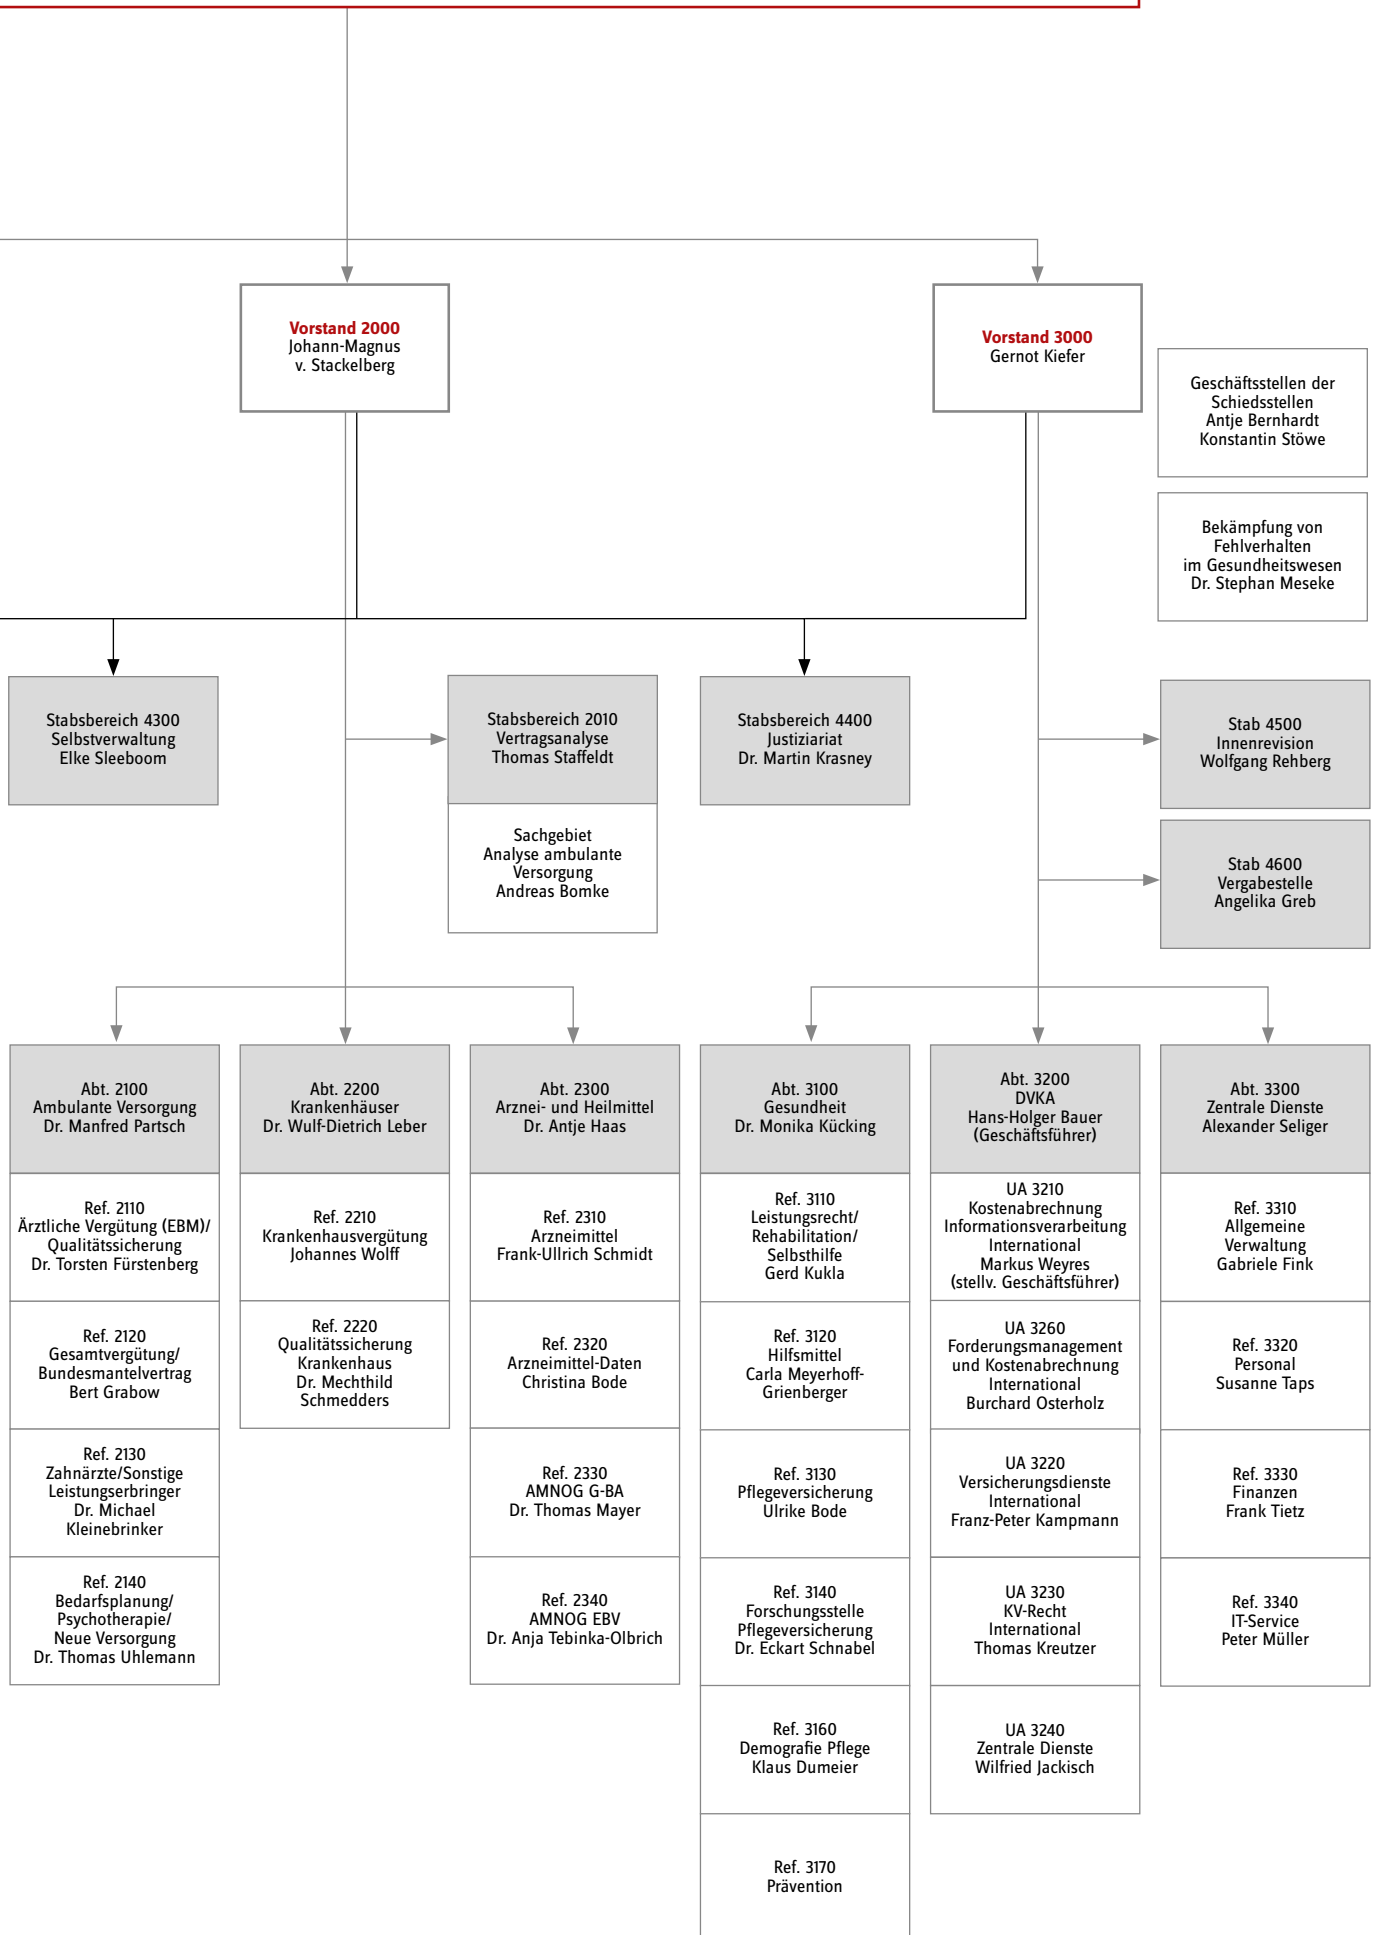 Vorstand 2000
Johann-Magnus
v. Stackelberg
Vorstand 3000
Gernot Kiefer
Geschäftsstellen der
Schiedsstellen
Antje Bernhardt
Konstantin Stöwe
Bekämpfung von
Fehlverhalten
im Gesundheitswesen
Dr. Stephan Meseke
Stabsbereich 4300
Selbstverwaltung
Elke Sleeboom
Stabsbereich 2010
Vertragsanalyse
Thomas Staffeldt
Sachgebiet
Analyse ambulante
Versorgung
Andreas Bomke
Stabsbereich 4400
Justiziariat
Dr. Martin Krasney
Stab 4500
Innenrevision
Wolfgang Rehberg
Stab 4600
Vergabestelle
Angelika Greb
Abt. 2100
Ambulante Versorgung
Dr. Manfred Partsch
Ref. 2110
Ärztliche Vergütung (EBM)/
Qualitätssicherung
Dr. Torsten Fürstenberg
Ref. 2120
Gesamtvergütung/
Bundesmantelvertrag
Bert Grabow
Ref. 2130
Zahnärzte/Sonstige
Leistungserbringer
Dr. Michael
Kleinebrinker
Ref. 2140
Bedarfsplanung/
Psychotherapie/
Neue Versorgung
Dr. Thomas Uhlemann
Abt. 2200
Krankenhäuser
Dr. Wulf-Dietrich Leber
Ref. 2210
Krankenhausvergütung
Johannes Wolff
Ref. 2220
Qualitätssicherung
Krankenhaus
Dr. Mechthild
Schmedders
Abt. 2300
Arznei- und Heilmittel
Dr. Antje Haas
Ref. 2310
Arzneimittel
Frank-Ullrich Schmidt
Ref. 2320
Arzneimittel-Daten
Christina Bode
Ref. 2330
AMNOG G-BA
Dr. Thomas Mayer
Ref. 2340
AMNOG EBV
Dr. Anja Tebinka-Olbrich
Abt. 3100
Gesundheit
Dr. Monika Kücking
Ref. 3110
Leistungsrecht/
Rehabilitation/
Selbsthilfe
Gerd Kukla
Ref. 3120
Hilfsmittel
Carla Meyerhoff-
Grienberger
Ref. 3130
Pflegeversicherung
Ulrike Bode
Ref. 3140
Forschungsstelle
Pflegeversicherung
Dr. Eckart Schnabel
Ref. 3160
Demografie Pflege
Klaus Dumeier
Ref. 3170
Prävention
Abt. 3200
DVKA
Hans-Holger Bauer
(Geschäftsführer)
UA 3210
Kostenabrechnung
Informationsverarbeitung
International
Markus Weyres
(stellv. Geschäftsführer)
UA 3260
Forderungsmanagement
und Kostenabrechnung
International
Burchard Osterholz
UA 3220
Versicherungsdienste
International
Franz-Peter Kampmann
UA 3230
KV-Recht
International
Thomas Kreutzer
UA 3240
Zentrale Dienste
Wilfried Jackisch
Abt. 3300
Zentrale Dienste
Alexander Seliger
Ref. 3310
Allgemeine
Verwaltung
Gabriele Fink
Ref. 3320
Personal
Susanne Taps
Ref. 3330
Finanzen
Frank Tietz
Ref. 3340
IT-Service
Peter Müller